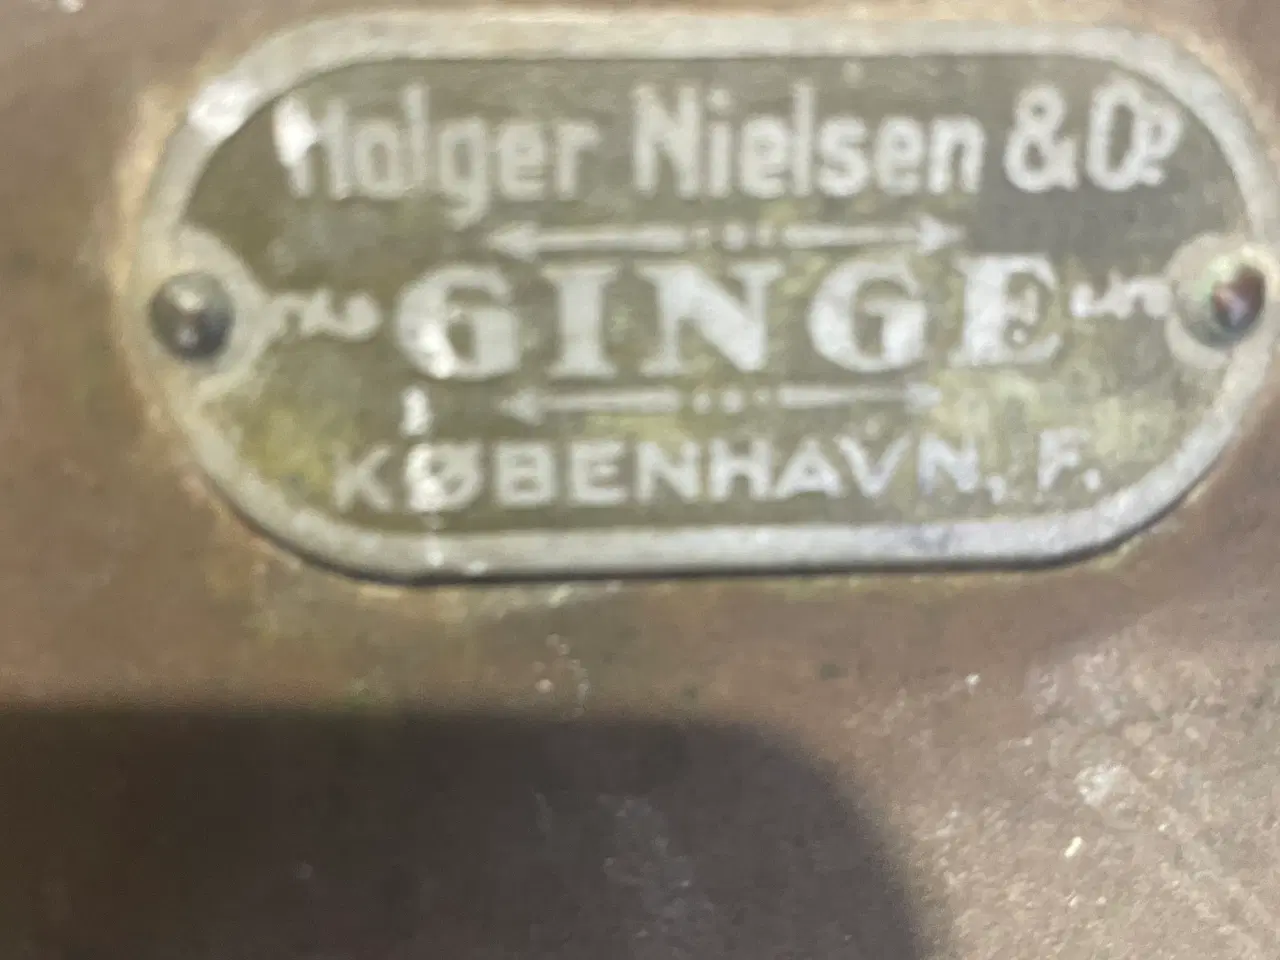 Holger Nielsen & Co
GINGE
KØBENHAVN, F.